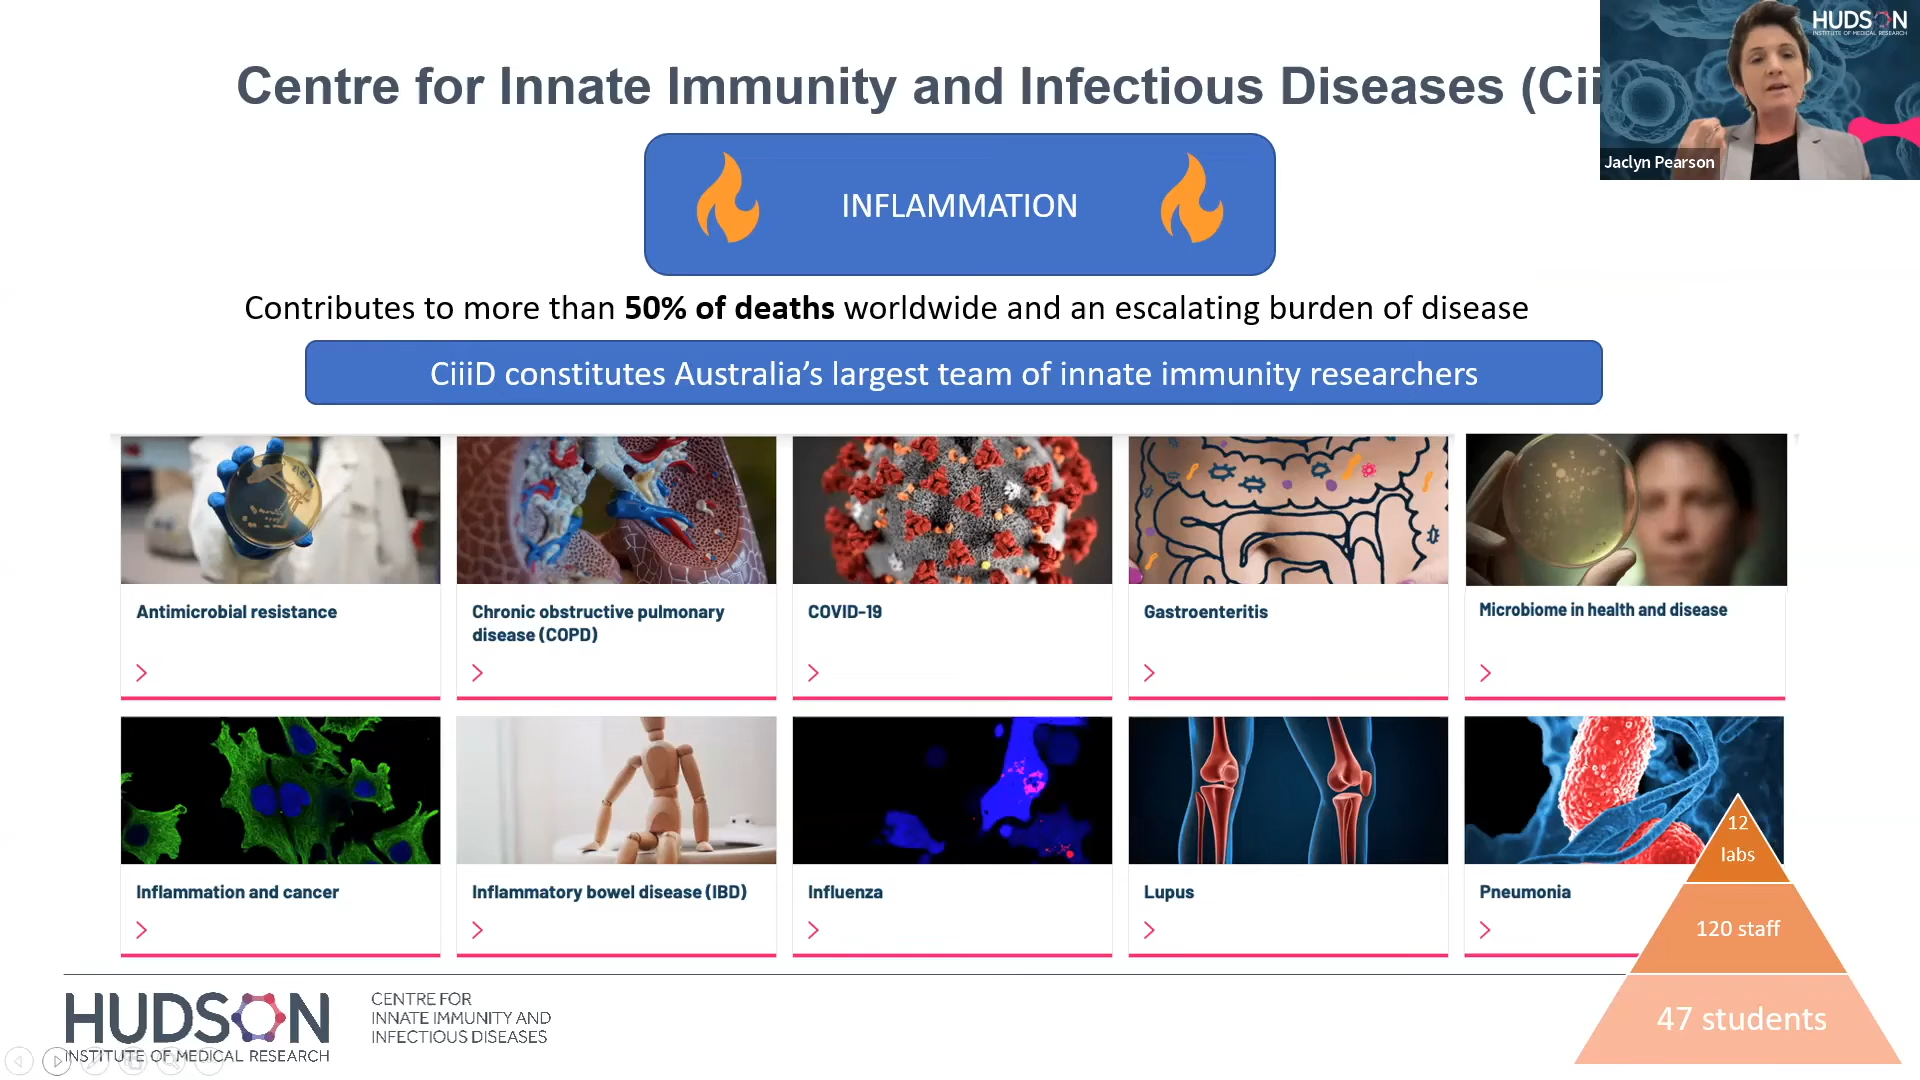 Centre for Innate Immunity and Infectious Diseases (Cii
HUDSON
INSTITUTE OF MEDICAL RESEARCH
Jaclyn Pearson
INFLAMMATION
Contributes to more than 50% of deaths worldwide and an escalating burden of disease
CiiiD constitutes Australia's largest team of innate immunity researchers
Antimicrobial resistance
Chronic obstructive pulmonary
disease (COPD)
COVID-19
Gastroenteritis
Microbiome in health and disease
Inflammation and cancer
Inflammatory bowel disease (IBD)
Influenza
Lupus
Pneumonia
12
labs
120 staff
47 students
HUDSON
INSTITUTE OF MEDICAL RESEARCH
CENTRE FOR
INNATE IMMUNITY AND
INFECTIOUS DISEASES